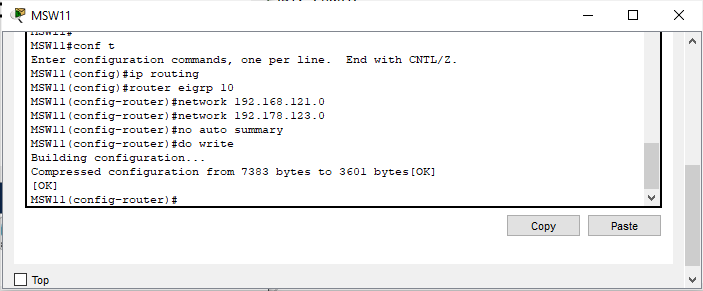 MSW11
MSW11#
MSW11#conf t
Enter configuration commands, one per line.  End with CNTL/Z.
MSW11(config)#ip routing
MSW11(config)#router eigrp 10
MSW11(config-router)#network 192.168.121.0
MSW11(config-router)#network 192.178.123.0
MSW11(config-router)#no auto summary
MSW11(config-router)#do write
Building configuration...
Compressed configuration from 7383 bytes to 3601 bytes[OK]
[OK]
MSW11(config-router)#
Copy Paste
Top